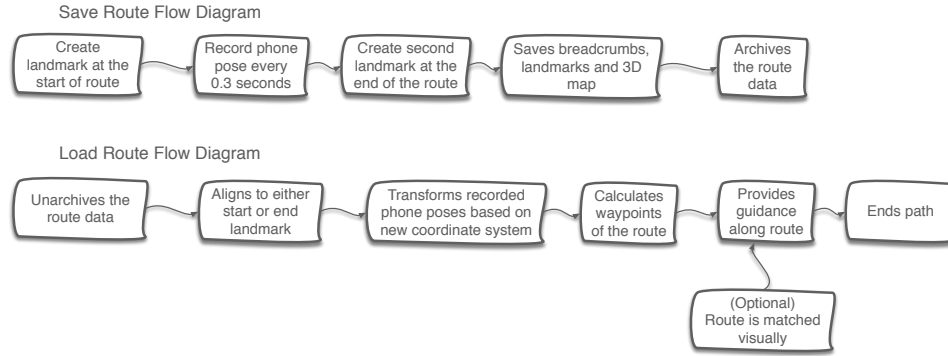 Save Route Flow Diagram
Create
landmark at the
start of route
Record phone
pose every
0.3 seconds
Create second
landmark at the
end of the route
Saves breadcrumbs,
landmarks and 3D
map
Archives
the route
data
Load Route Flow Diagram
Unarchives the
route data
Aligns to either
start or end
landmark
Transforms recorded
phone poses based on
new coordinate system
Calculates
waypoints
of the route
Provides
guidance
along route
Ends path
(Optional)
Route is matched
visually